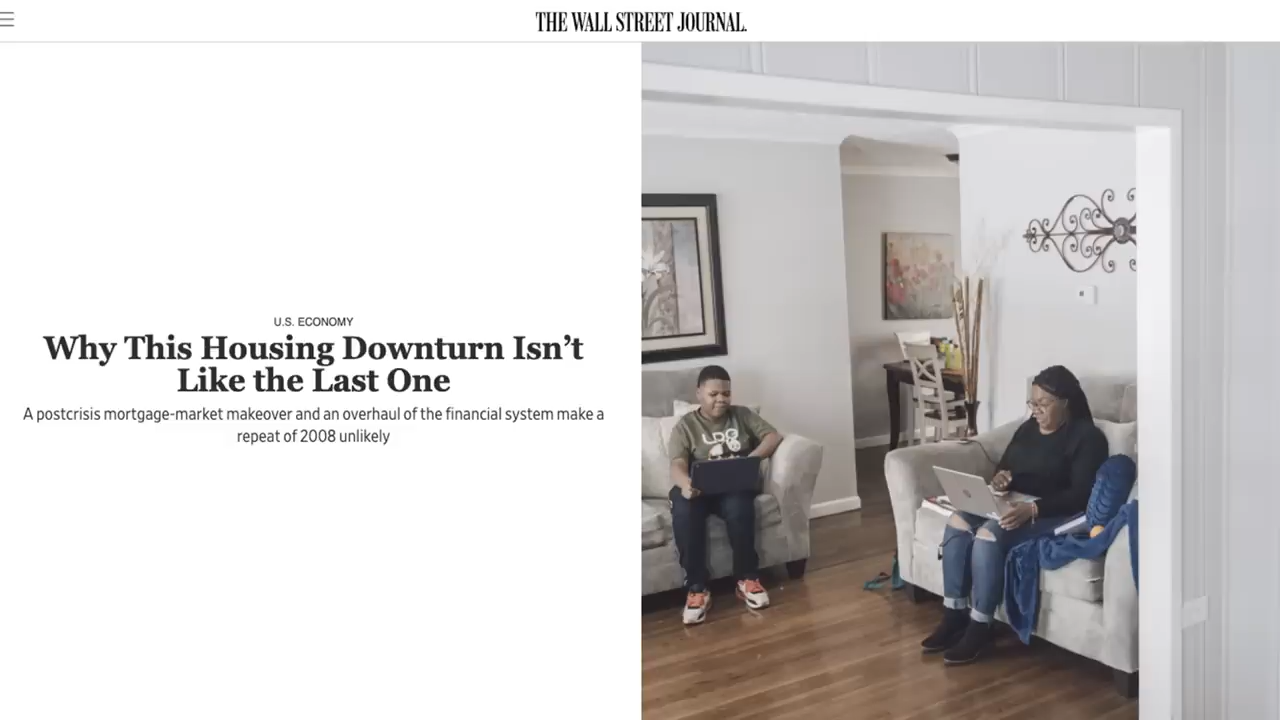 THE WALL STREET JOURNAL.
U.S. ECONOMY
Why This Housing Downturn Isn’t
Like the Last One
A postcrisis mortgage-market makeover and an overhaul of the financial system make a
repeat of 2008 unlikely
LDG